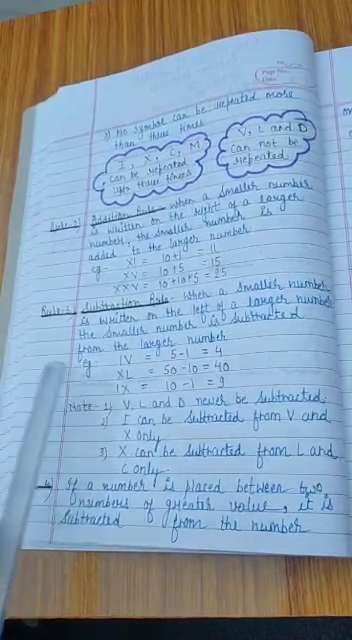 Page No.
Date
3) No symbol can be repeated more
than three times
I, X, C, M
can be repeated
upto three times
V, L and D
can not be
repeated
Rule-2) Addition Rule - When a smaller number
is written on the right of a larger
number, the smaller number is
added to the larger number
eg. XI = 10+1 = 11
XV = 10+5 = 15
XXV = 10+10+5 = 25
Rule-3 Subtraction Rule - When a smaller number
is written on the left of a larger number
the smaller number is subtracted
from the larger number
eg. IV = 5-1 = 4
XL = 50-10 = 40
IX = 10-1 = 9
Note - 1) V, L and D never be subtracted.
2) I can be subtracted from V and
X only
3) X can be subtracted from L and
C only
4) If a number is placed between two
numbers of greater value, it is
subtracted from the number